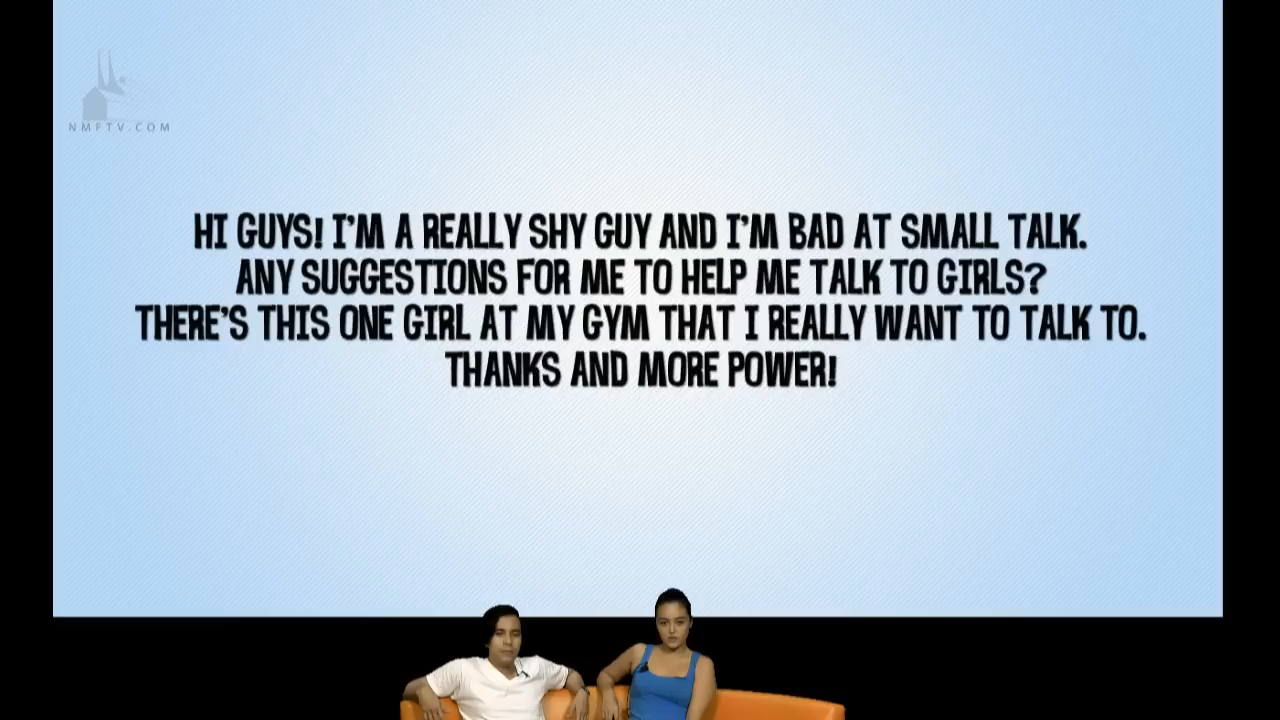 NMFTV.COM
HI GUYS! I'M A REALLY SHY GUY AND I'M BAD AT SMALL TALK.
ANY SUGGESTIONS FOR ME TO HELP ME TALK TO GIRLS?
THERE'S THIS ONE GIRL AT MY GYM THAT I REALLY WANT TO TALK TO.
THANKS AND MORE POWER!